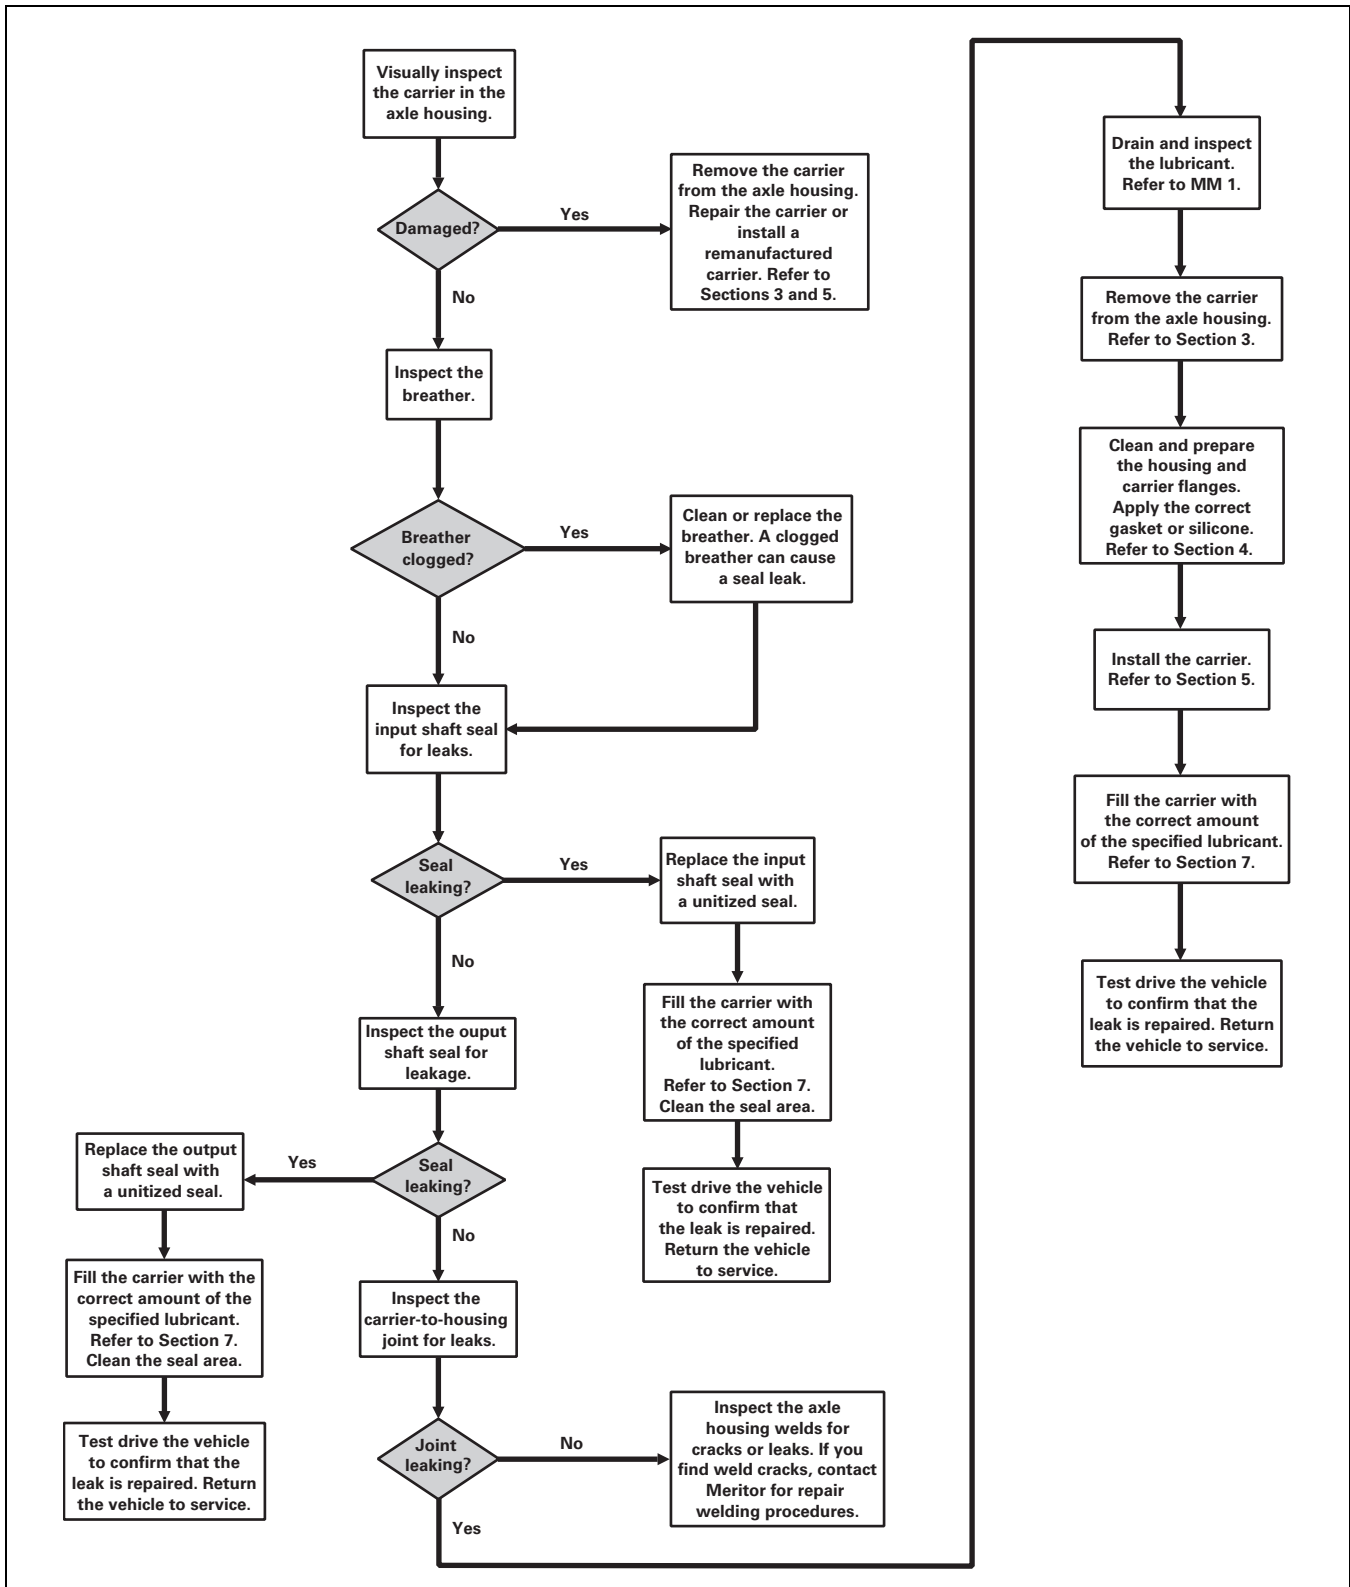 Visually inspect
the carrier in the
axle housing.
Damaged?
Yes
Remove the carrier
from the axle housing.
Repair the carrier or
install a
remanufactured
carrier. Refer to
Sections 3 and 5.
No
Inspect the
breather.
Breather
clogged?
Yes
Clean or replace the
breather. A clogged
breather can cause
a seal leak.
No
Inspect the
input shaft seal
for leaks.
Seal
leaking?
Yes
Replace the input
shaft seal with
a unitized seal.
Fill the carrier with
the correct amount
of the specified
lubricant.
Refer to Section 7.
Clean the seal area.
Test drive the vehicle
to confirm that
the leak is repaired.
Return the vehicle
to service.
No
Inspect the ouput
shaft seal for
leakage.
Seal
leaking?
Yes
Replace the output
shaft seal with
a unitized seal.
Fill the carrier with the
correct amount of the
specified lubricant.
Refer to Section 7.
Clean the seal area.
Test drive the vehicle
to confirm that the
leak is repaired. Return
the vehicle to service.
No
Inspect the
carrier-to-housing
joint for leaks.
Joint
leaking?
No
Inspect the axle
housing welds for
cracks or leaks. If you
find weld cracks, contact
Meritor for repair
welding procedures.
Yes
Drain and inspect
the lubricant.
Refer to MM 1.
Remove the carrier
from the axle housing.
Refer to Section 3.
Clean and prepare
the housing and
carrier flanges.
Apply the correct
gasket or silicone.
Refer to Section 4.
Install the carrier.
Refer to Section 5.
Fill the carrier with
the correct amount
of the specified lubricant.
Refer to Section 7.
Test drive the vehicle
to confirm that the
leak is repaired. Return
the vehicle to service.